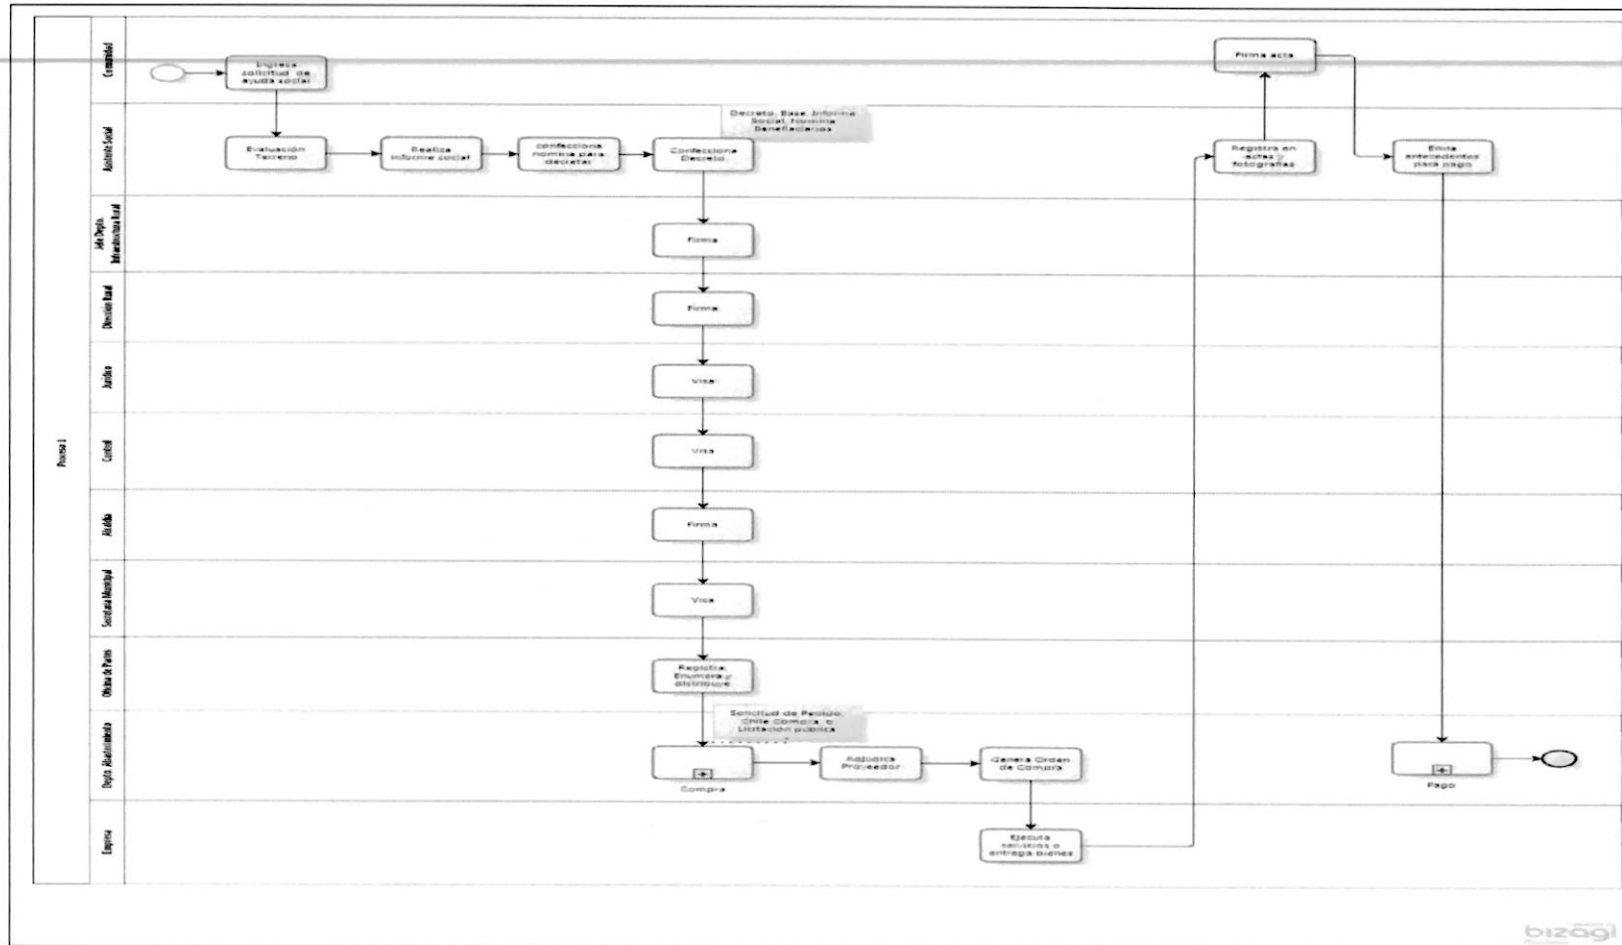 Proceso 1
Comunidad
Ingresa
solicitud de
ayuda social
Firma acta
Asistente Social
Evaluación
Terreno
Realiza
informe social
confecciona
nomina para
decretar
Confecciona
Decreto
Decreto, Base Informe
Social, Nomina
Beneficiarios
Registra en
actas y
fotografias
Envia
antecedentes
para pago
Jefe Depto.
Infraestructura Rural
Firma
Dirección Rural
Firma
Jurídico
Visa
Control
Visa
Alcaldía
Firma
Secretaría Municipal
Visa
Oficina de Partes
Registra,
Enumera y
distribuye
Depto. Abastecimiento
Solicitud de Pedido,
Chile Compra, o
Licitación pública
Compra
Adjudica
Proveedor
Genera Orden
de Compra
Pago
Empresa
Ejecuta
servicios o
entrega bienes
bizagi